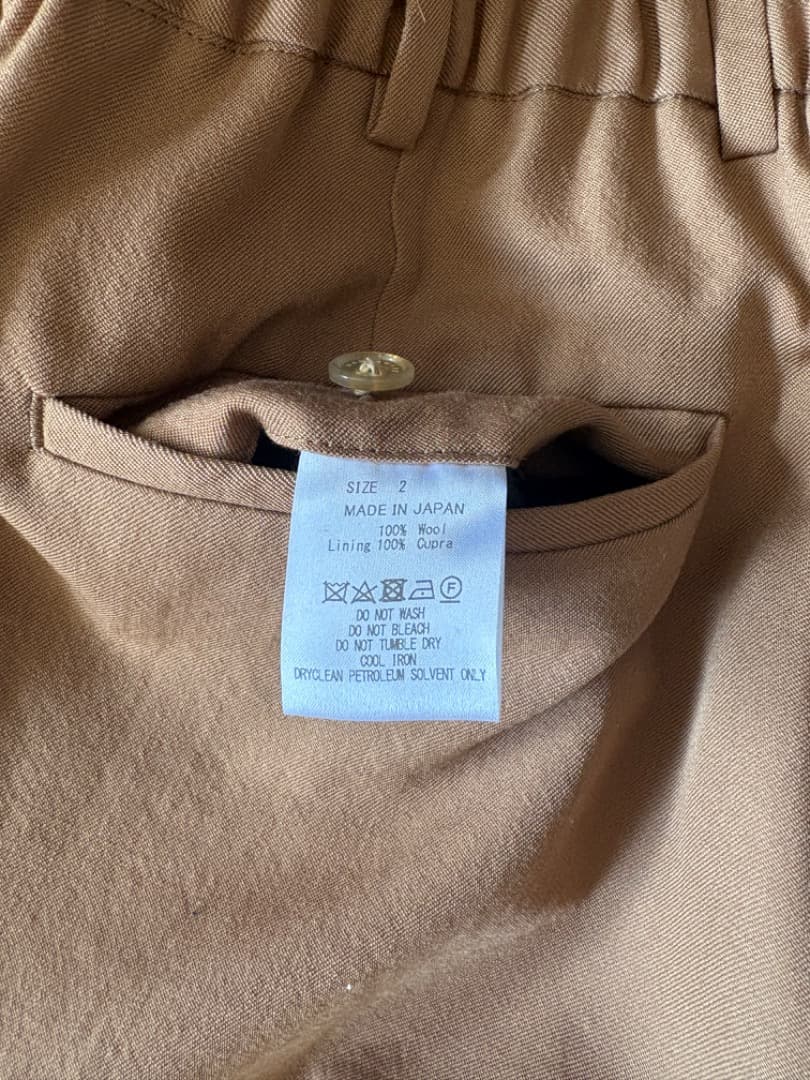 SIZE 2
MADE IN JAPAN
100% Wool
Lining 100% Cupra
F
DO NOT WASH
DO NOT BLEACH
DO NOT TUMBLE DRY
COOL IRON
DRYCLEAN PETROLEUM SOLVENT ONLY